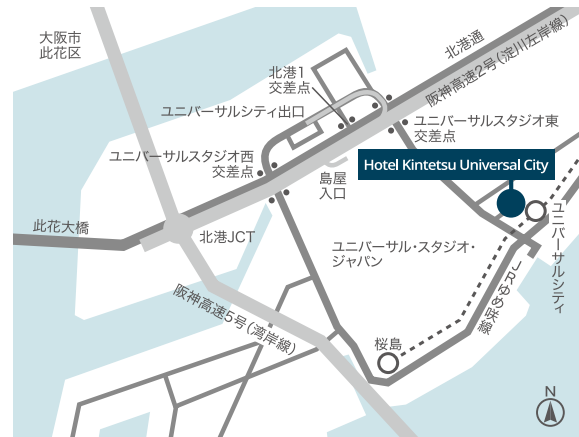 大阪市
此花区
北港通
阪神高速2号(淀川左岸線)
北港1
交差点
ユニバーサルシティ出口
ユニバーサルスタジオ東
交差点
ユニバーサルスタジオ西
交差点
Hotel Kintetsu Universal City
島屋
入口
ユニバーサルシティ
此花大橋
北港JCT
ユニバーサル・スタジオ・
ジャパン
JRゆめ咲線
阪神高速5号(湾岸線)
桜島
N